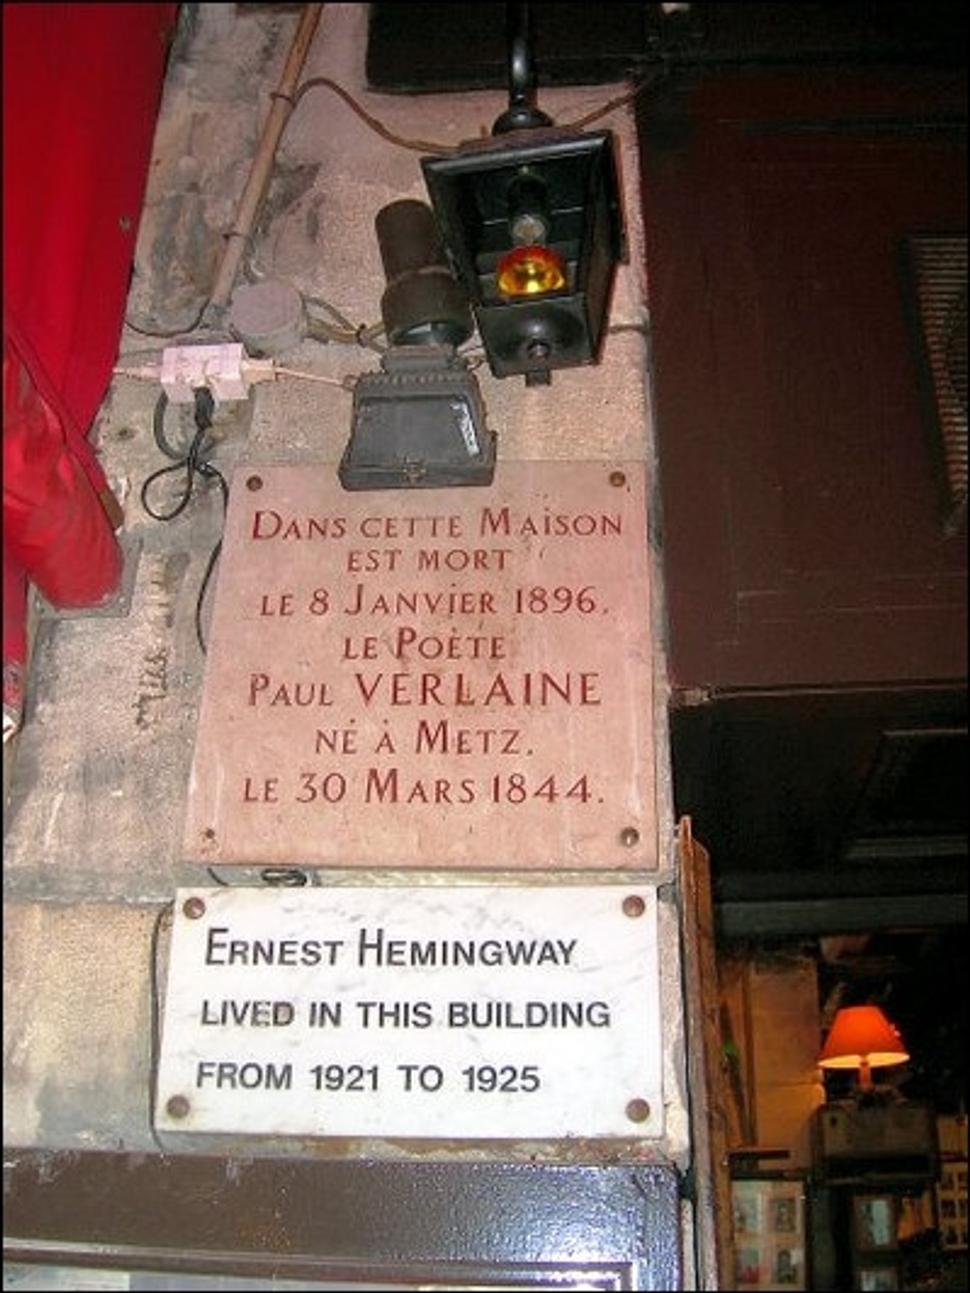 DANS CETTE MAISON
EST MORT
LE 8 JANVIER 1896.
LE POÈTE
PAUL VERLAINE
NÉ À METZ.
LE 30 MARS 1844.
ERNEST HEMINGWAY
LIVED IN THIS BUILDING
FROM 1921 TO 1925